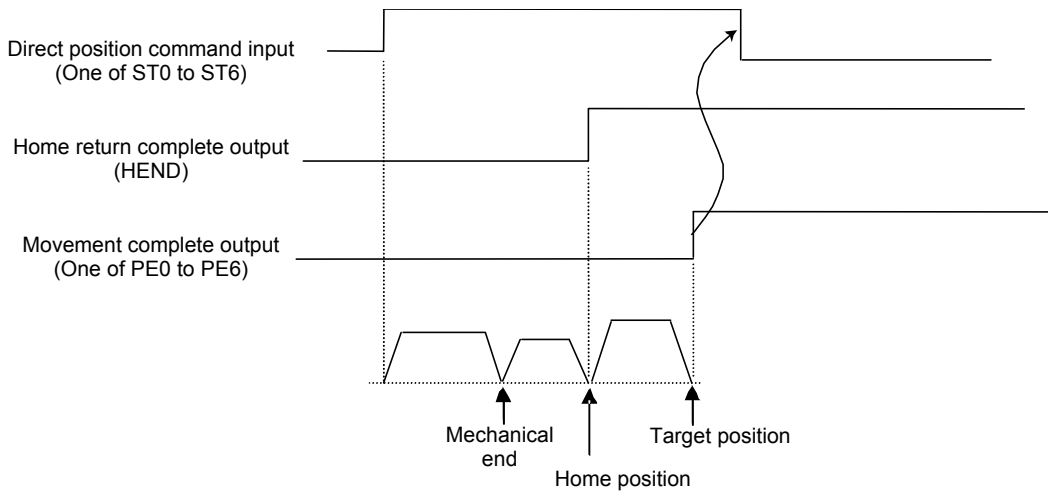 Direct position command input
(One of ST0 to ST6)
Home return complete output
(HEND)
Movement complete output
(One of PE0 to PE6)
Mechanical
end
Home position
Target position